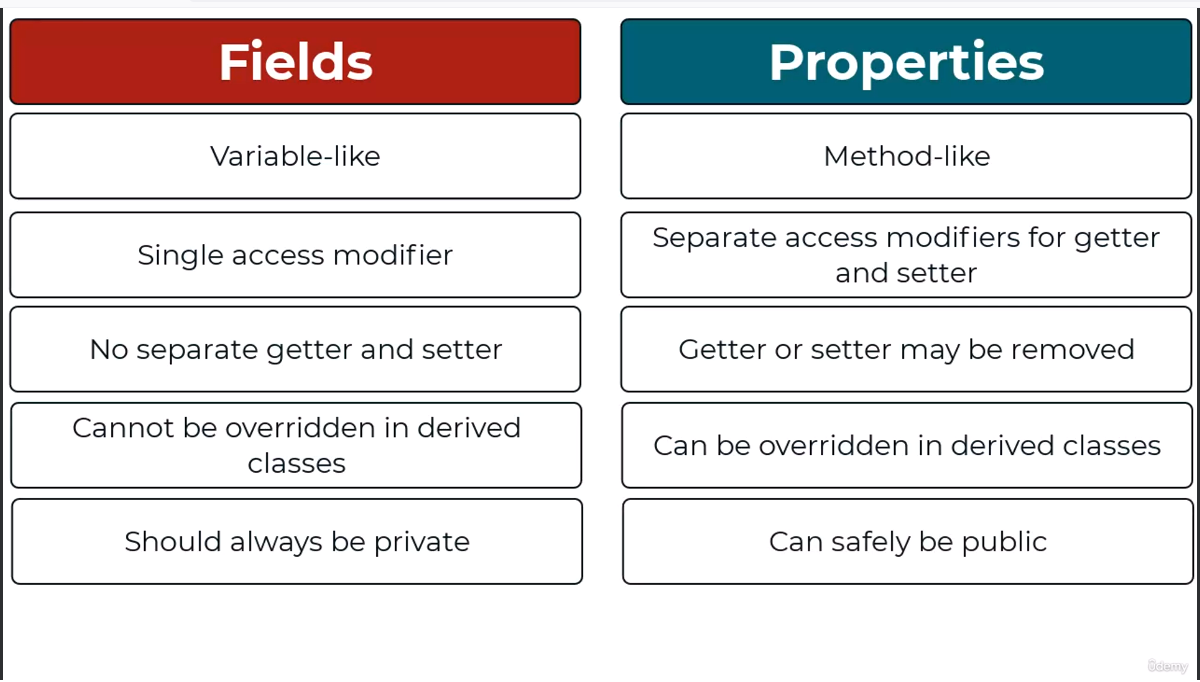 Fields
Properties
Variable-like
Method-like
Single access modifier
Separate access modifiers for getter
and setter
No separate getter and setter
Getter or setter may be removed
Cannot be overridden in derived
classes
Can be overridden in derived classes
Should always be private
Can safely be public
ûdemy